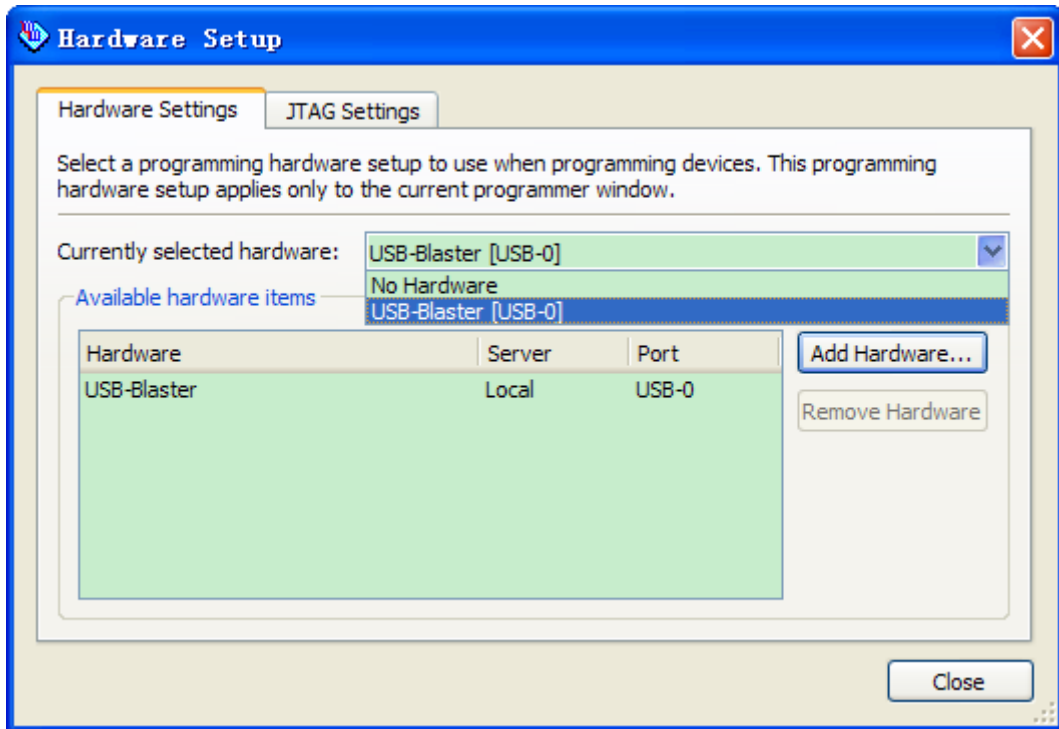 Hardware Setup
Hardware Settings
JTAG Settings
Select a programming hardware setup to use when programming devices. This programming
hardware setup applies only to the current programmer window.
Currently selected hardware:
USB-Blaster [USB-0]
No Hardware
USB-Blaster [USB-0]
Available hardware items
Hardware Server Port
USB-Blaster Local USB-0
Add Hardware...
Remove Hardware
Close